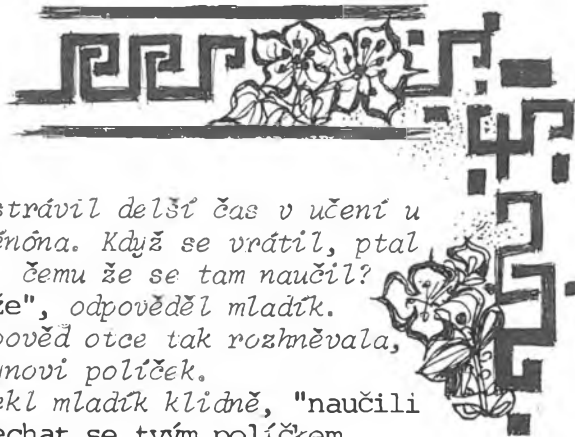 strávil delší čas v učení u
énóna. Když se vrátil, ptal
čemu že se tam naučil?
že", odpověděl mladík.
pověd otce tak rozhněvala,
novi políček.
ekl mladík klidně, "naučili
echat se tvým políčkem